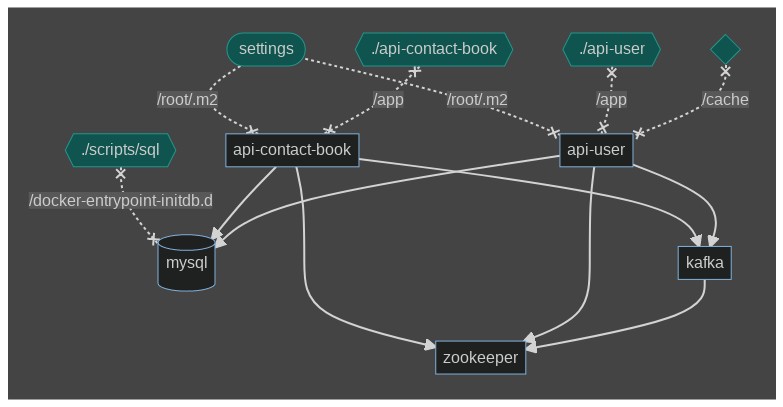 settings
./api-contact-book
./api-user
/root/.m2
/app
/root/.m2
/app
/cache
./scripts/sql
api-contact-book
api-user
/docker-entrypoint-initdb.d
mysql
kafka
zookeeper